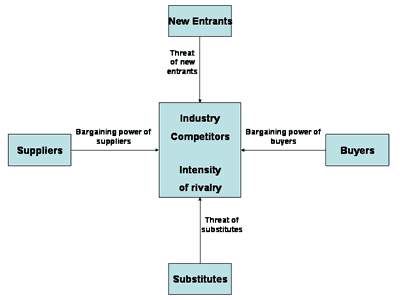 New Entrants
Threat
of new
entrants
Industry
Competitors
Intensity
of rivalry
Bargaining power of
suppliers
Suppliers
Bargaining power of
buyers
Buyers
Threat of
substitutes
Substitutes